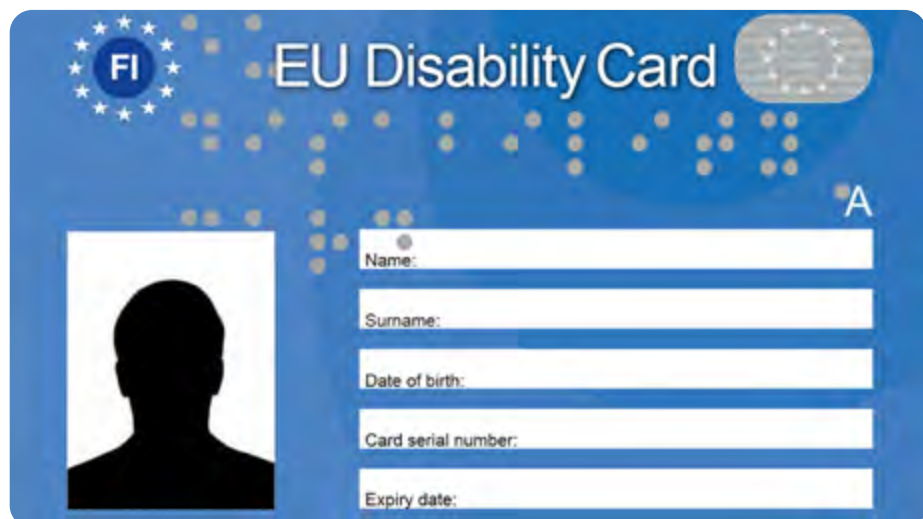 FI
EU Disability Card
A
Name:
Surname:
Date of birth:
Card serial number:
Expiry date: